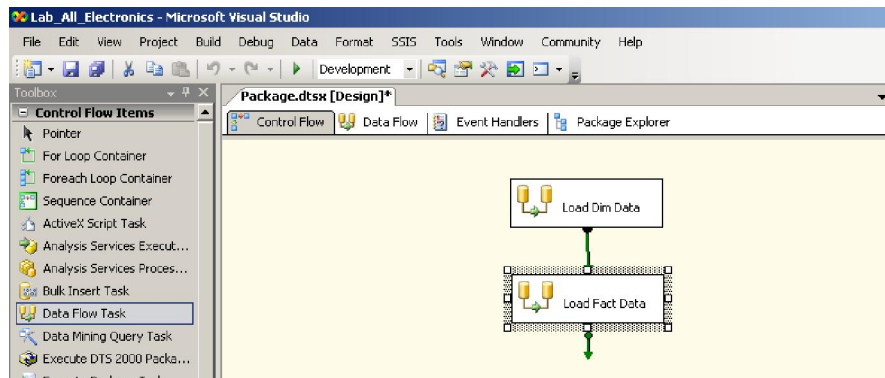 Lab_All_Electronics - Microsoft Visual Studio
File Edit View Project Build Debug Data Format SSIS Tools Window Community Help
Development
Toolbox
Package.dtsx [Design]*
Control Flow Items
Control Flow Data Flow Event Handlers Package Explorer
Pointer
For Loop Container
Foreach Loop Container
Sequence Container
ActiveX Script Task
Analysis Services Execut...
Analysis Services Proces...
Bulk Insert Task
Data Flow Task
Data Mining Query Task
Execute DTS 2000 Packa...
Load Dim Data
Load Fact Data